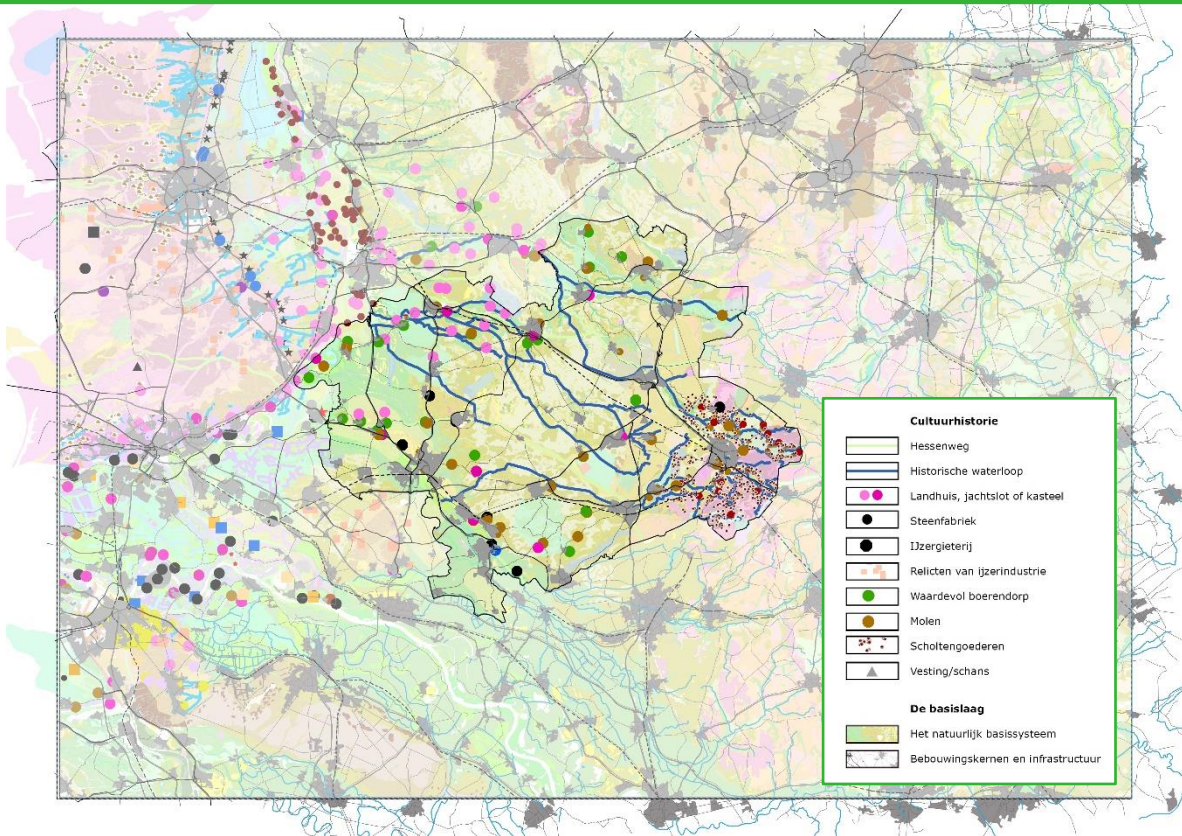 Cultuurhistorie
Hessenweg
Historische waterloop
Landhuis, jachtslot of kasteel
Steenfabriek
IJzergieterij
Relicten van ijzerindustrie
Waardevol boerendorp
Molen
Scholtengoederen
Vesting/schans
De basislaag
Het natuurlijk basissysteem
Bebouwingskernen en infrastructuur